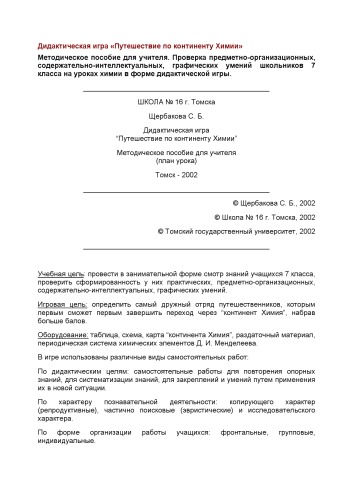 Дидактическая игра «Путешествие по континенту Химии»
Методическое пособие для учителя. Проверка предметно-организационных,
содержательно-интеллектуальных, графических умений школьников 7
класса на уроках химии в форме дидактической игры.
ШКОЛА № 16 г. Томска
Щербакова С. Б.
Дидактическая игра
"Путешествие по континенту Химии"
Методическое пособие для учителя
(план урока)
Томск - 2002
© Щербакова С. Б., 2002
© Школа № 16 г. Томска, 2002
© Томский государственный университет, 2002
Учебная цель: провести в занимательной форме смотр знаний учащихся 7 класса,
проверить сформированность у них практических, предметно-организационных,
содержательно-интеллектуальных, графических умений.
Игровая цель: определить самый дружный отряд путешественников, которым
первым сможет первым завершить переход через "континент Химия", набрав
больше балов.
Оборудование: таблица, схема, карта "континента Химия", раздаточный материал,
периодическая система химических элементов Д. И. Менделеева.
В игре использованы различные виды самостоятельных работ:
По дидактическим целям: самостоятельные работы для повторения опорных
знаний, для систематизации знаний, для закреплений и умений путем применения
их в новой ситуации.
По характеру познавательной деятельности: копирующего характер
(репродуктивные), частично поисковые (эвристические) и исследовательского
характера.
По форме организации работы учащихся: фронтальные, групповые,
индивидуальные.